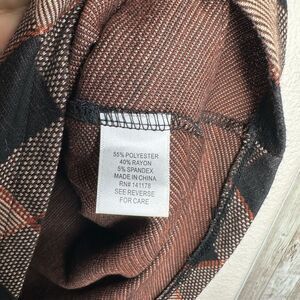 55% POLYESTER
40% RAYON
5% SPANDEX
MADE IN CHINA
RN# 141178
SEE REVERSE
FOR CARE